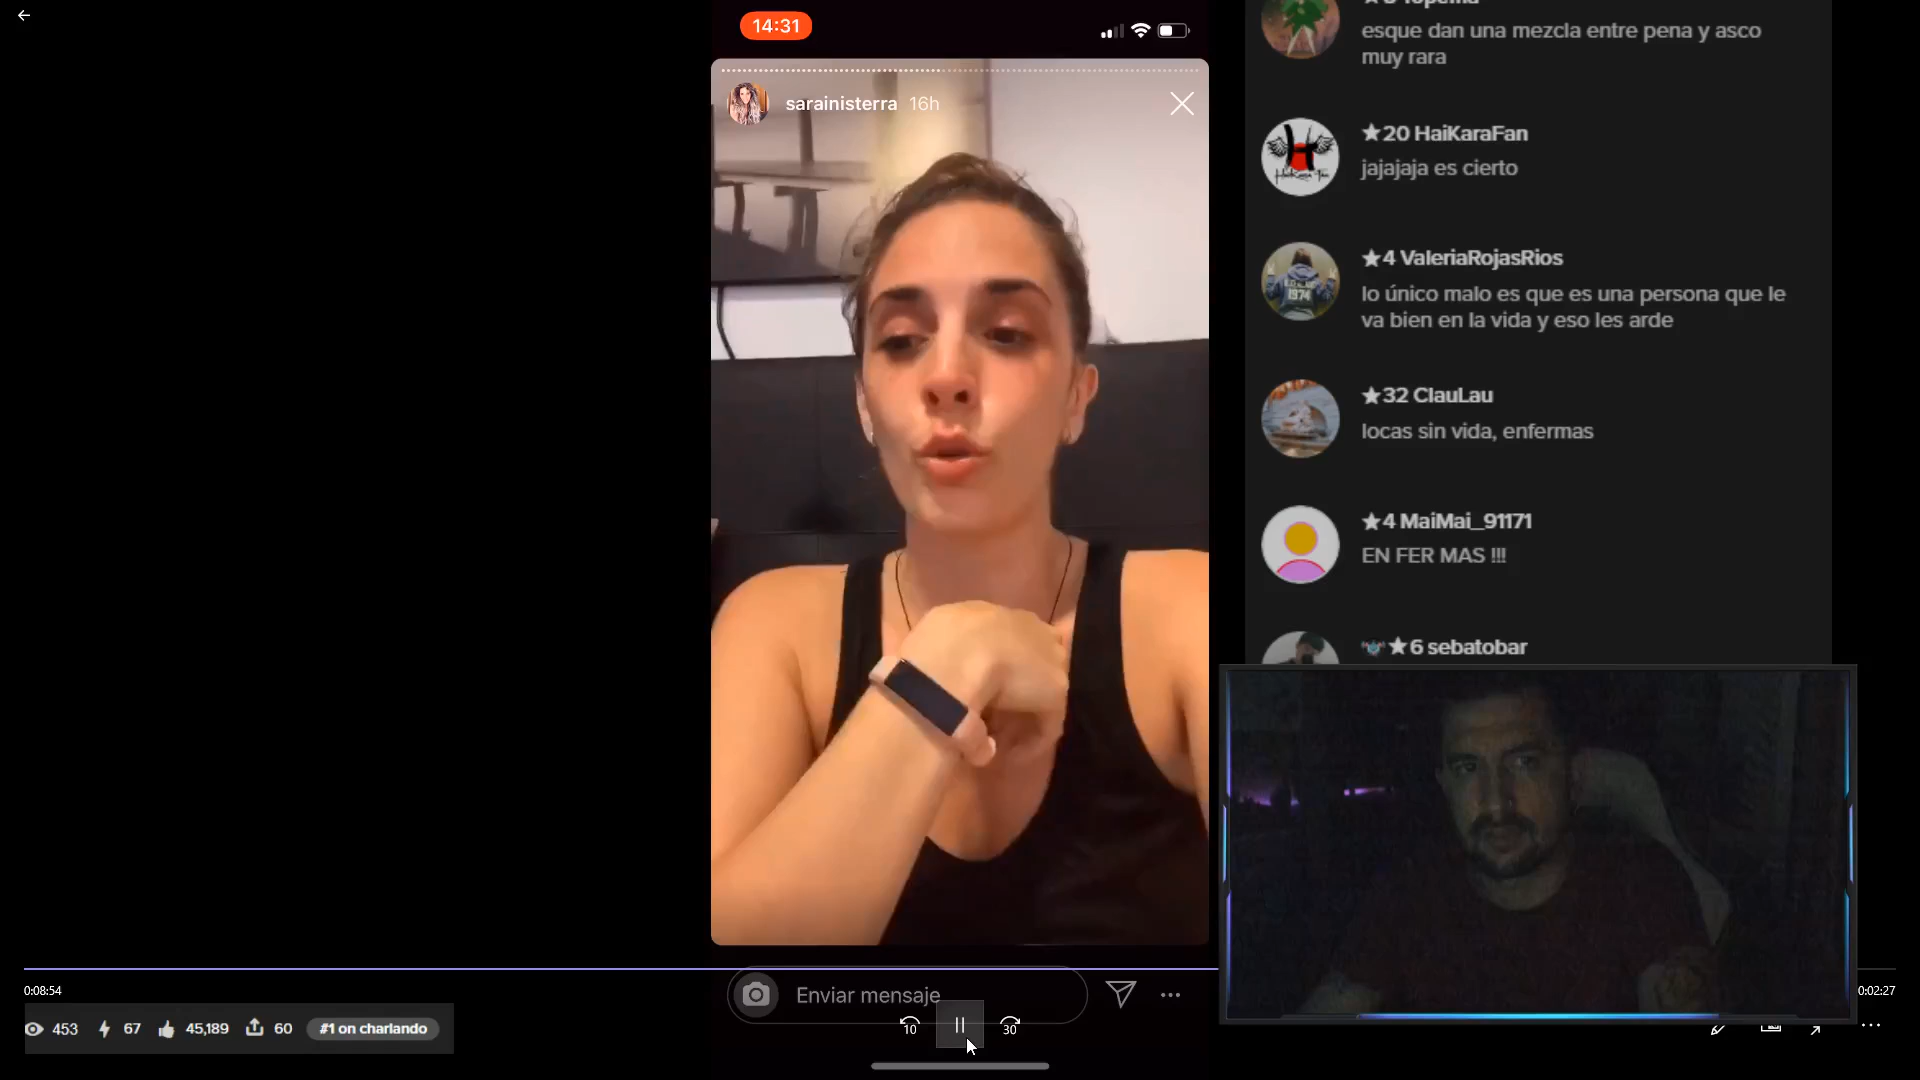 14:31
sarainisterra 16h
esque dan una mezcla entre pena y asco
muy rara
★20 HaiKaraFan
jajajaja es cierto
★4 ValeriaRojasRios
lo único malo es que es una persona que le
va bien en la vida y eso les arde
★32 ClauLau
locas sin vida, enfermas
★4 MaiMai_91171
EN FER MAS !!!
★6 sebatobar
0:08:54
0:02:27
Enviar mensaje
453 67 45,189 60 #1 on charlando
10 30